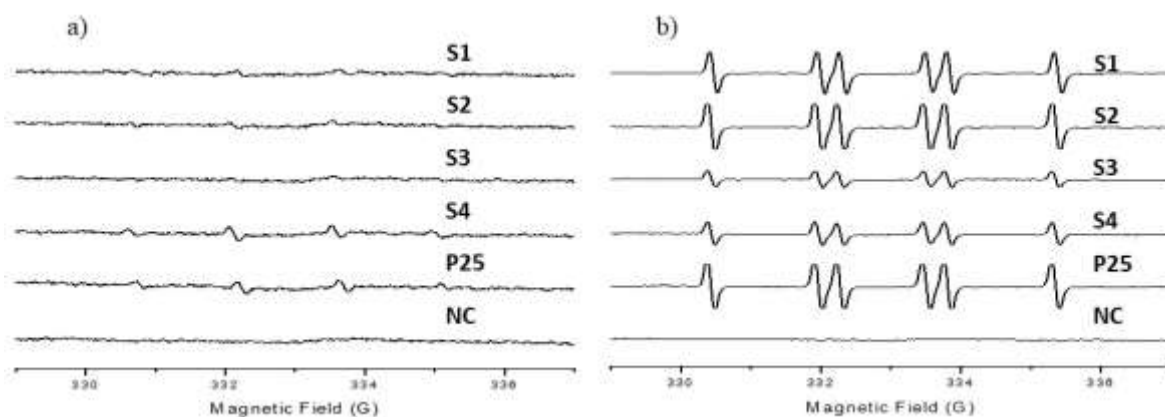 a)
S1
S2
S3
S4
P25
NC
330 332 334 336
Magnetic Field (G)
b)
S1
S2
S3
S4
P25
NC
330 332 334 336
Magnetic Field (G)